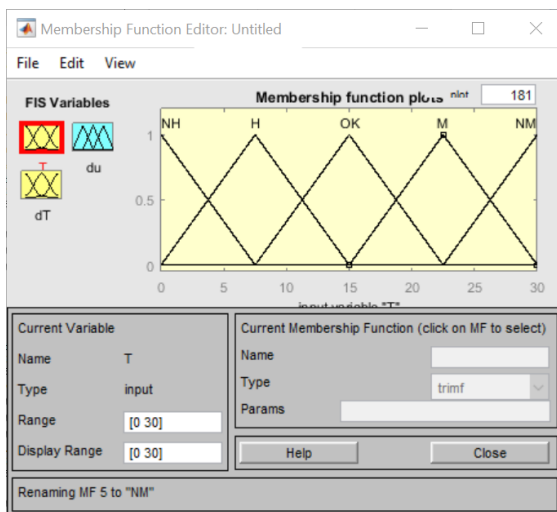 Membership Function Editor: Untitled
File Edit View
FIS Variables
T
du
dT
Membership function plots plot 181
NH H OK M NM
1
0.5
0
0 5 10 15 20 25 30
input variable "T"
Current Variable
Name T
Type input
Range [0 30]
Display Range [0 30]
Current Membership Function (click on MF to select)
Name
Type trimf
Params
Help Close
Renaming MF 5 to "NM"